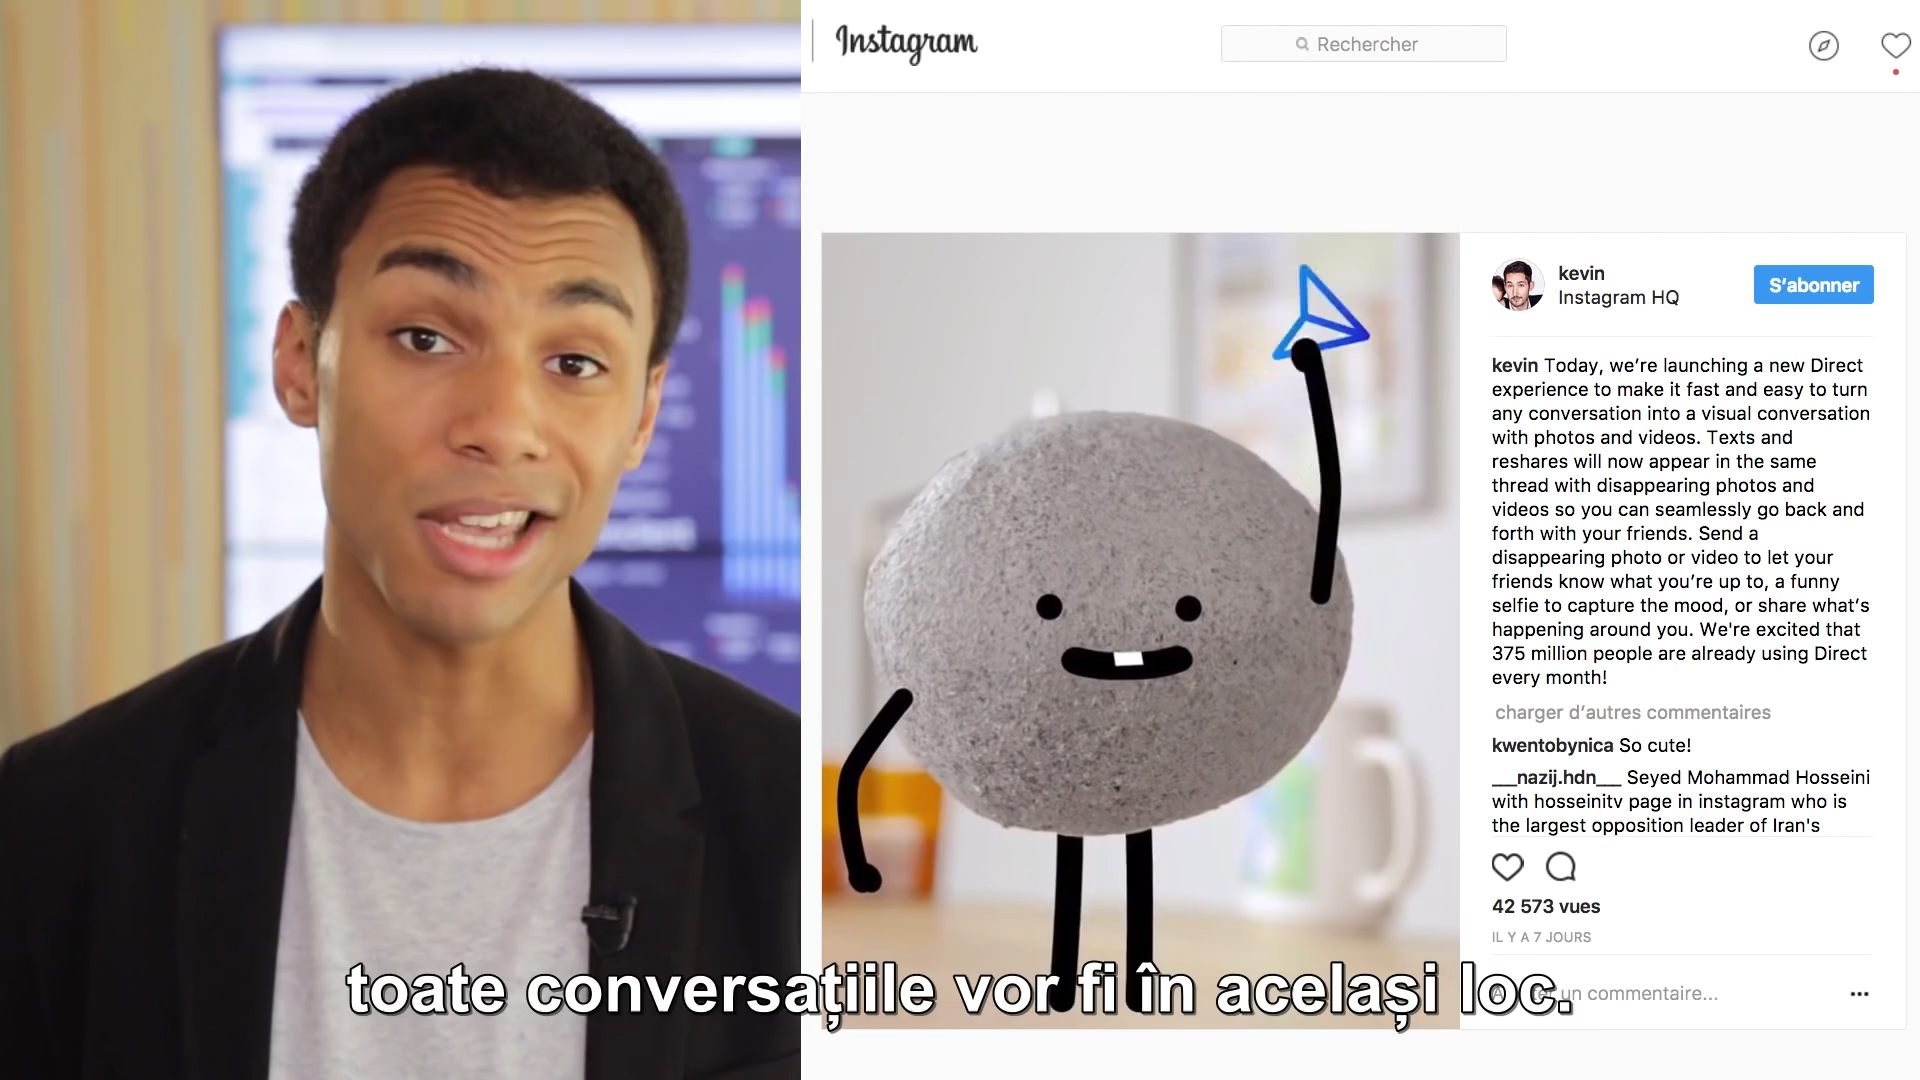 Instagram
Rechercher
kevin
Instagram HQ
S'abonner
kevin Today, we’re launching a new Direct
experience to make it fast and easy to turn
any conversation into a visual conversation
with photos and videos. Texts and
reshares will now appear in the same
thread with disappearing photos and
videos so you can seamlessly go back and
forth with your friends. Send a
disappearing photo or video to let your
friends know what you’re up to, a funny
selfie to capture the mood, or share what’s
happening around you. We're excited that
375 million people are already using Direct
every month!
charger d’autres commentaires
kwentobynica So cute!
___nazij.hdn___ Seyed Mohammad Hosseini
with hosseinitv page in instagram who is
the largest opposition leader of Iran's
42 573 vues
IL Y A 7 JOURS
un commentaire...
toate conversațiile vor fi în același loc.